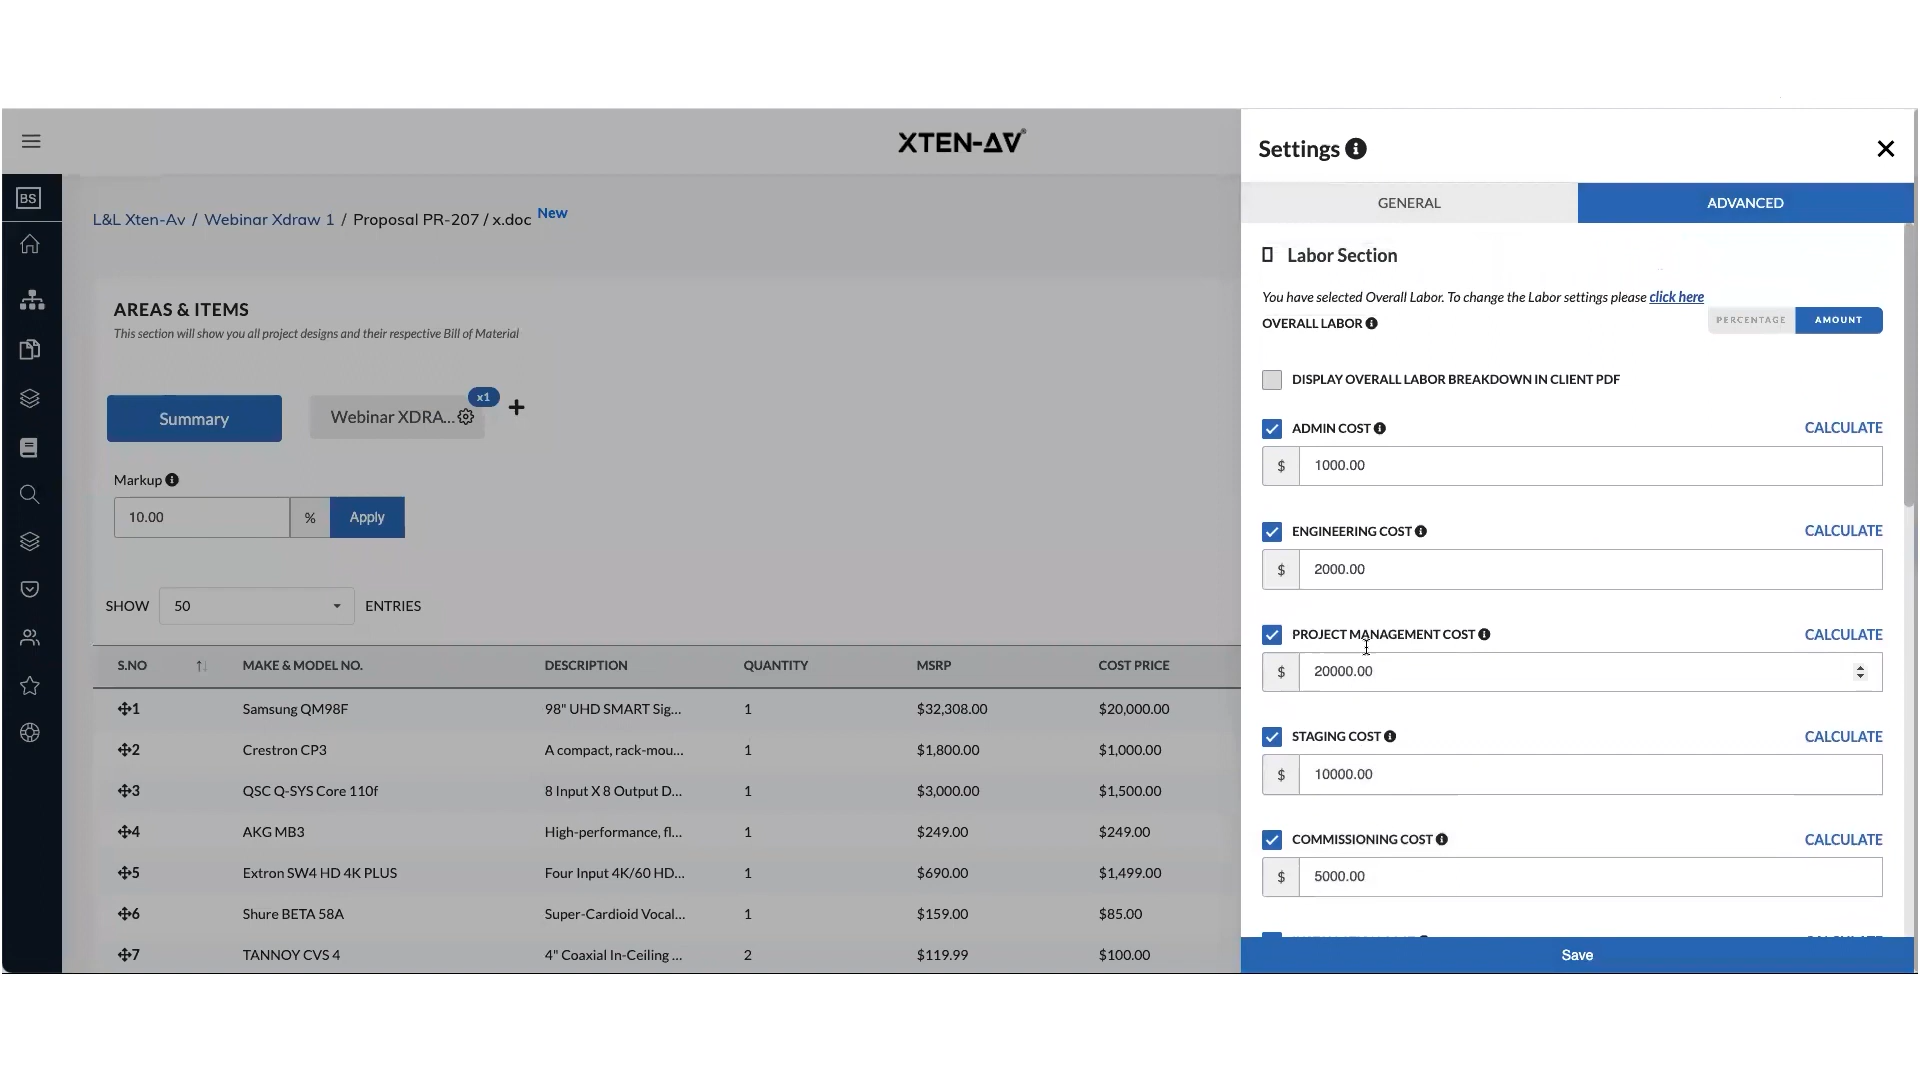 XTEN-AV
BS
L&L Xten-Av / Webinar Xdraw 1 / Proposal PR-207 / x.doc New
AREAS & ITEMS
This section will show you all project designs and their respective Bill of Material
Summary
Webinar XDRA...
x1
+
Markup
10.00 % Apply
SHOW 50 ENTRIES
S.NO MAKE & MODEL NO. DESCRIPTION QUANTITY MSRP COST PRICE
1 Samsung QM98F 98" UHD SMART Sig... 1 $32,308.00 $20,000.00
2 Crestron CP3 A compact, rack-mou... 1 $1,800.00 $1,000.00
3 QSC Q-SYS Core 110f 8 Input X 8 Output D... 1 $3,000.00 $1,500.00
4 AKG MB3 High-performance, fl... 1 $249.00 $249.00
5 Extron SW4 HD 4K PLUS Four Input 4K/60 HD... 1 $690.00 $1,499.00
6 Shure BETA 58A Super-Cardioid Vocal... 1 $159.00 $85.00
7 TANNOY CVS 4 4" Coaxial In-Ceiling ... 2 $119.99 $100.00
Settings
GENERAL ADVANCED
Labor Section
You have selected Overall Labor. To change the Labor settings please click here
OVERALL LABOR PERCENTAGE AMOUNT
DISPLAY OVERALL LABOR BREAKDOWN IN CLIENT PDF
ADMIN COST CALCULATE
$ 1000.00
ENGINEERING COST CALCULATE
$ 2000.00
PROJECT MANAGEMENT COST CALCULATE
$ 20000.00
STAGING COST CALCULATE
$ 10000.00
COMMISSIONING COST CALCULATE
$ 5000.00
Save